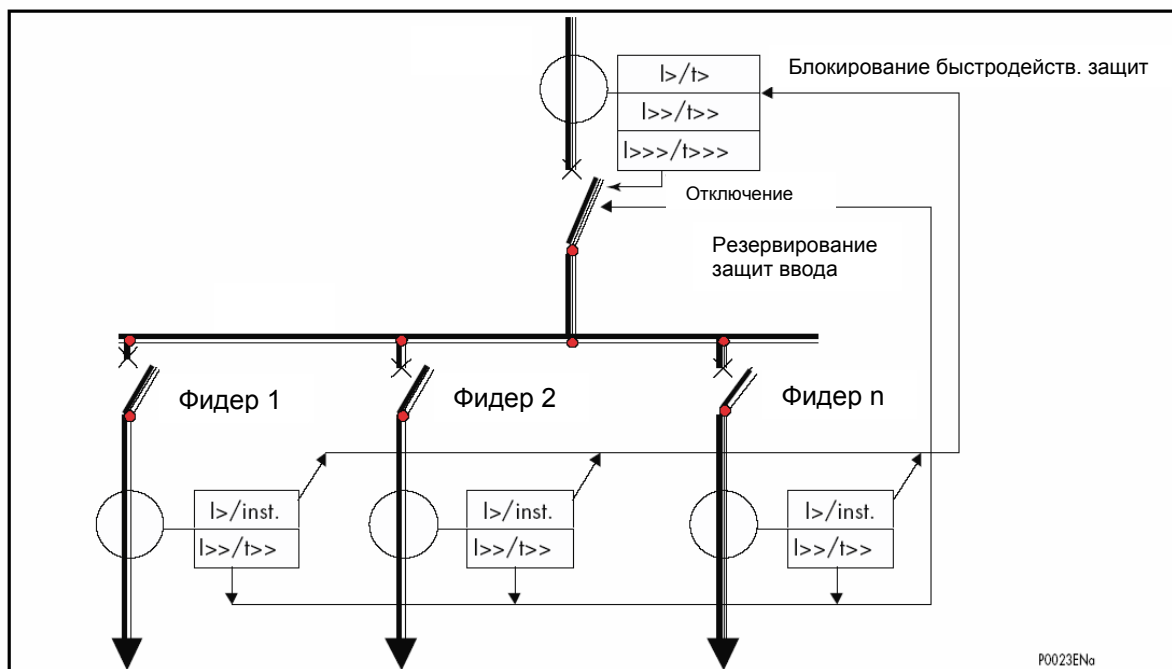 I>/t>
Блокирование быстродейств. защит
I>>/t>>
I>>>/t>>>
Отключение
Резервирование
защит ввода
Фидер 1
Фидер 2
Фидер n
I>/inst.
I>>/t>>
I>/inst.
I>>/t>>
I>/inst.
I>>/t>>
P0023ENa